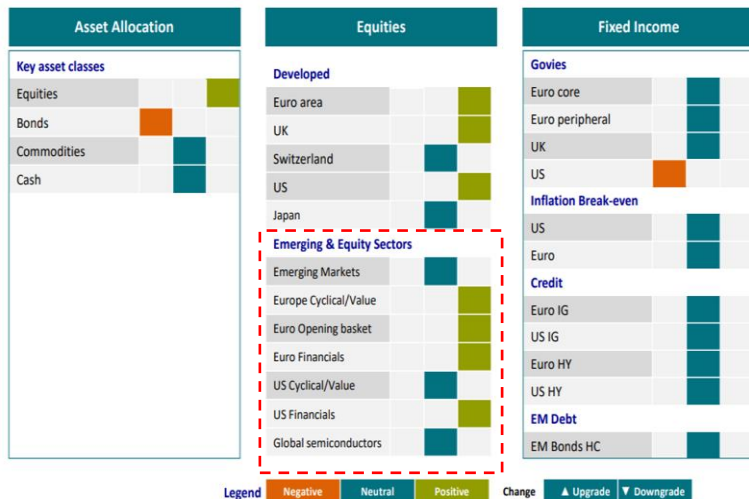 Asset Allocation
Key asset classes
Equities
Bonds
Commodities
Cash
Equities
Developed
Euro area
UK
Switzerland
US
Japan
Emerging & Equity Sectors
Emerging Markets
Europe Cyclical/Value
Euro Opening basket
Euro Financials
US Cyclical/Value
US Financials
Global semiconductors
Fixed Income
Govies
Euro core
Euro peripheral
UK
US
Inflation Break-even
US
Euro
Credit
Euro IG
US IG
Euro HY
US HY
EM Debt
EM Bonds HC
Legend Negative Neutral Positive Change ▲ Upgrade ▼ Downgrade